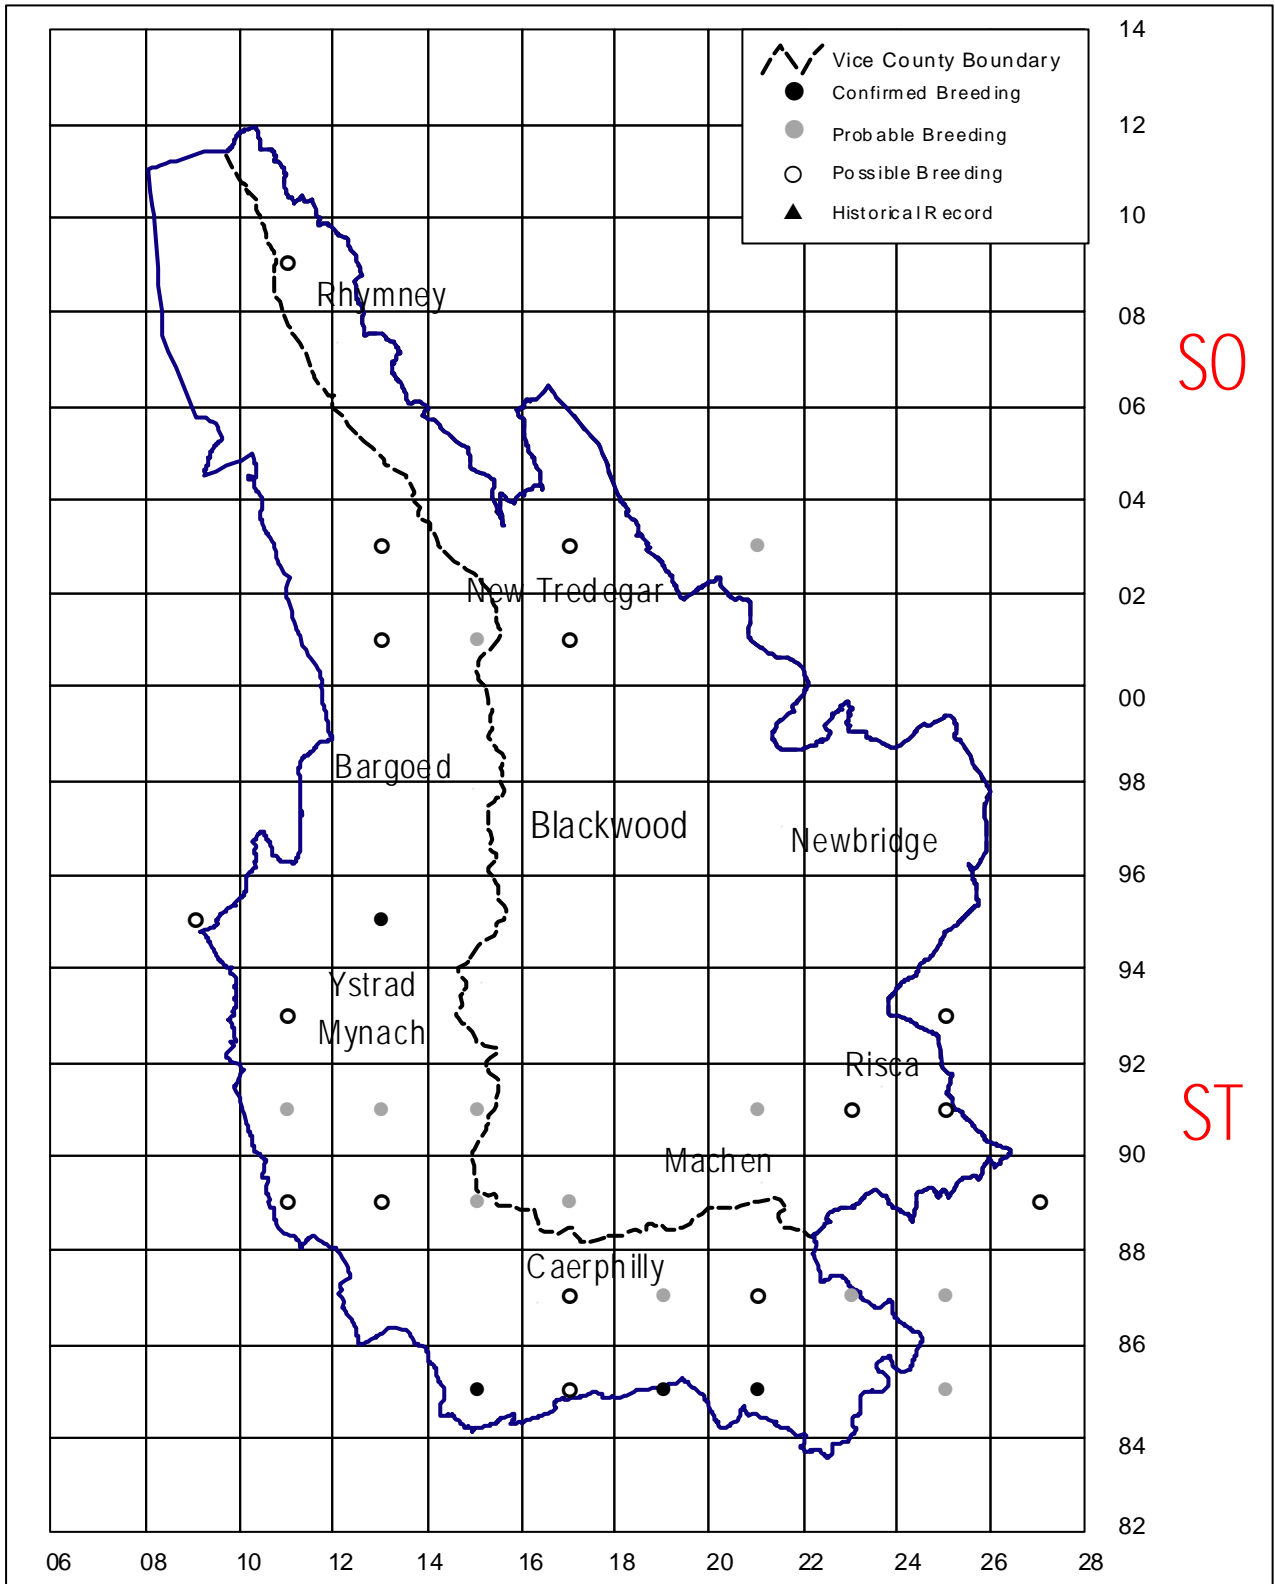 14
Vice County Boundary
Confirmed Breeding
12
Probable Breeding
Possible Breeding
10
Historical Record
Rhymney
08
SO
06
04
New Tredegar
02
00
Bargoed
98
Blackwood
Newbridge
96
Ystrad
94
Mynach
Risca
92
ST
Machen
90
88
Caerphilly
86
84
82
06 08 10 12 14 16 18 20 22 24 26 28